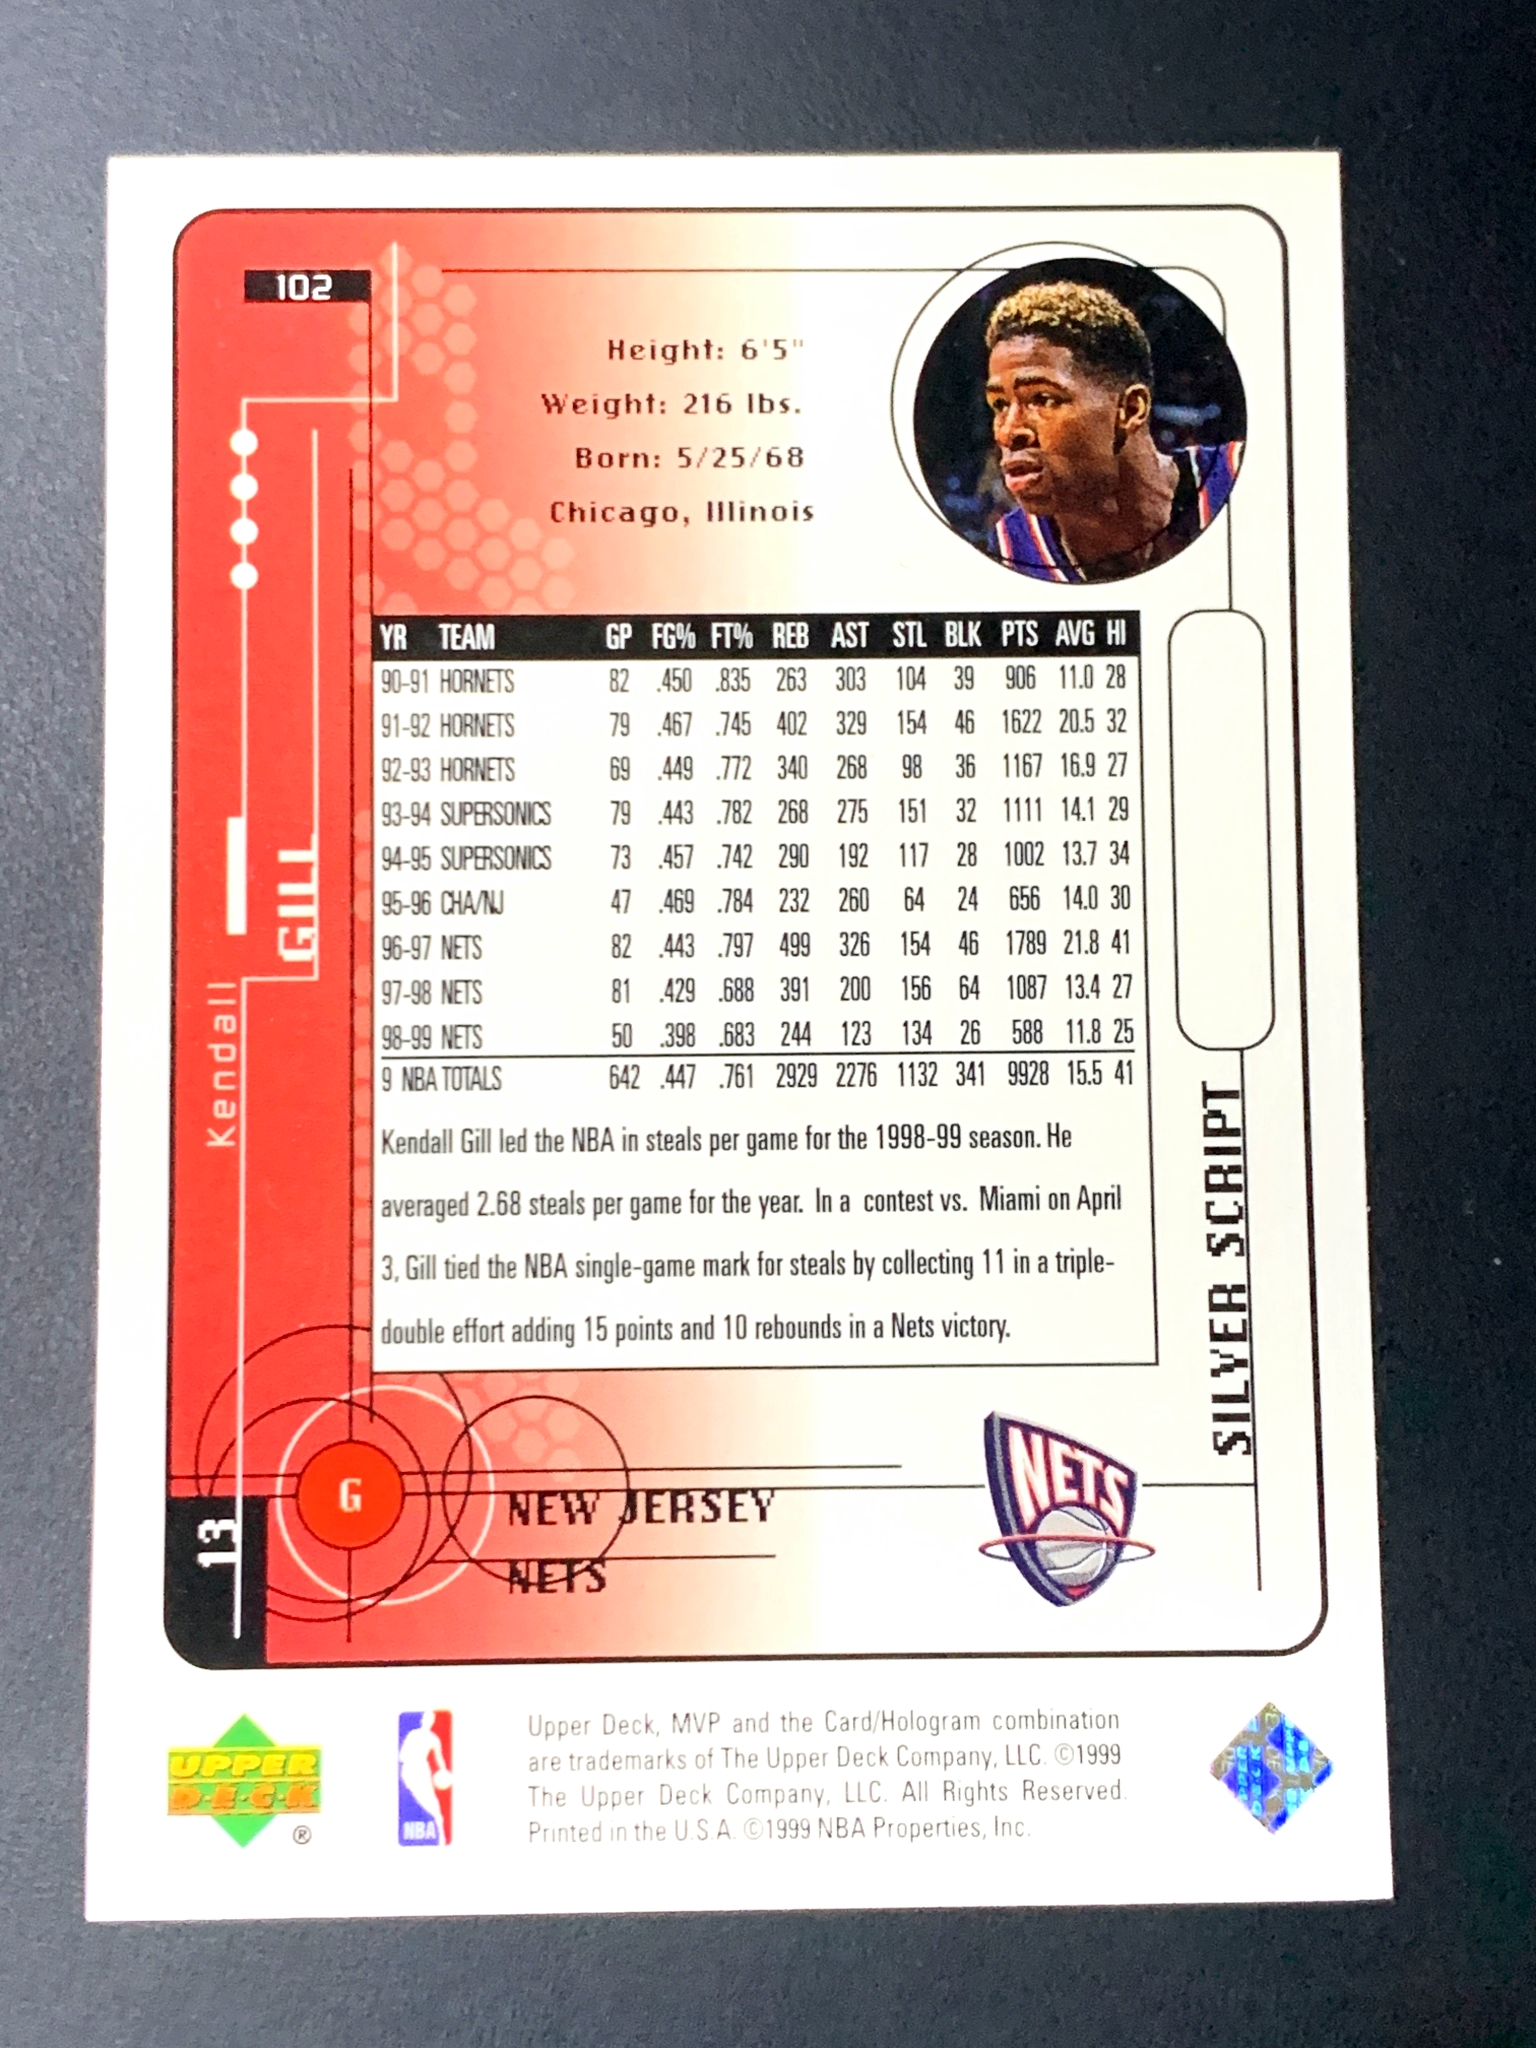 102
Height: 6'5"
Weight: 216 lbs.
Born: 5/25/68
Chicago, Illinois
Kendall
GILL
YR TEAM GP FG% FT% REB AST STL BLK PTS AVG HI
90-91 HORNETS 82 .450 .835 263 303 104 39 906 11.0 28
91-92 HORNETS 79 .467 .745 402 329 154 46 1622 20.5 32
92-93 HORNETS 69 .449 .772 340 268 98 36 1167 16.9 27
93-94 SUPERSONICS 79 .443 .782 268 275 151 32 1111 14.1 29
94-95 SUPERSONICS 73 .457 .742 290 192 117 28 1002 13.7 34
95-96 CHA/NJ 47 .469 .784 232 260 64 24 656 14.0 30
96-97 NETS 82 .443 .797 499 326 154 46 1789 21.8 41
97-98 NETS 81 .429 .688 391 200 156 64 1087 13.4 27
98-99 NETS 50 .398 .683 244 123 134 26 588 11.8 25
9 NBA TOTALS 642 .447 .761 2929 2276 1132 341 9928 15.5 41
Kendall Gill led the NBA in steals per game for the 1998-99 season. He
averaged 2.68 steals per game for the year. In a contest vs. Miami on April
3, Gill tied the NBA single-game mark for steals by collecting 11 in a triple-
double effort adding 15 points and 10 rebounds in a Nets victory.
SILVER SCRIPT
13
G
NEW JERSEY
NETS
NETS
UPPER
D·E·C·K
®
NBA
Upper Deck, MVP and the Card/Hologram combination
are trademarks of The Upper Deck Company, LLC. ©1999
The Upper Deck Company, LLC. All Rights Reserved.
Printed in the U.S.A. ©1999 NBA Properties, Inc.